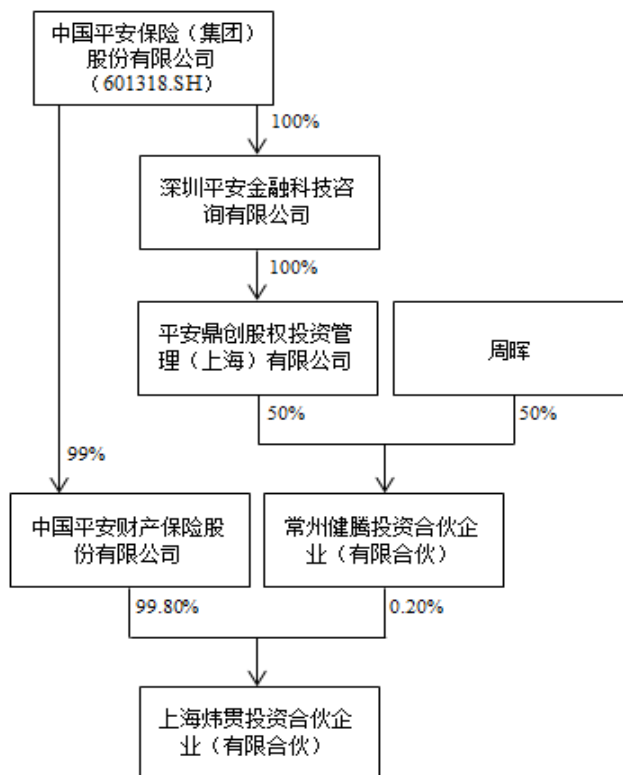 中国平安保险（集团）
股份有限公司
（601318.SH）
100%
深圳平安金融科技咨
询有限公司
100%
平安鼎创股权投资管
理（上海）有限公司
周晖
50%
50%
99%
中国平安财产保险股
份有限公司
常州健腾投资合伙企
业（有限合伙）
99.80%
0.20%
上海炜贯投资合伙企
业（有限合伙）